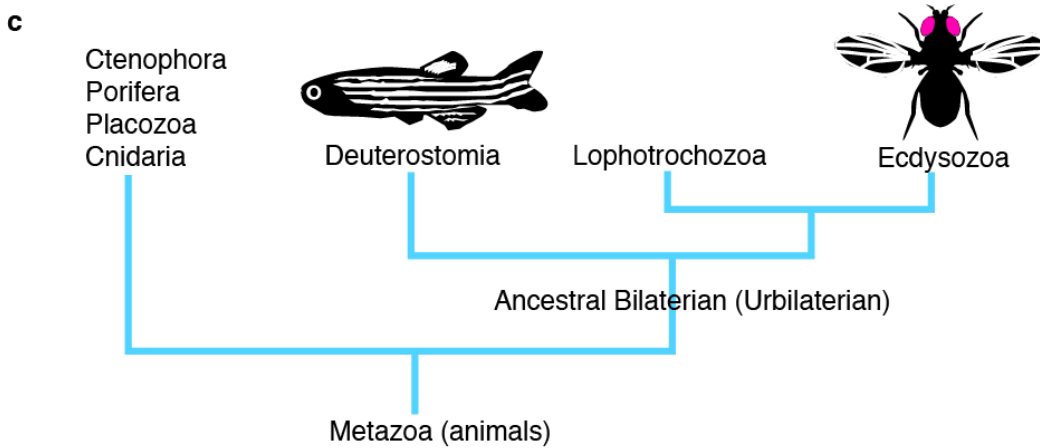 c
Ctenophora
Porifera
Placozoa
Cnidaria
Deuterostomia
Lophotrochozoa
Ecdysozoa
Ancestral Bilaterian (Urbilaterian)
Metazoa (animals)